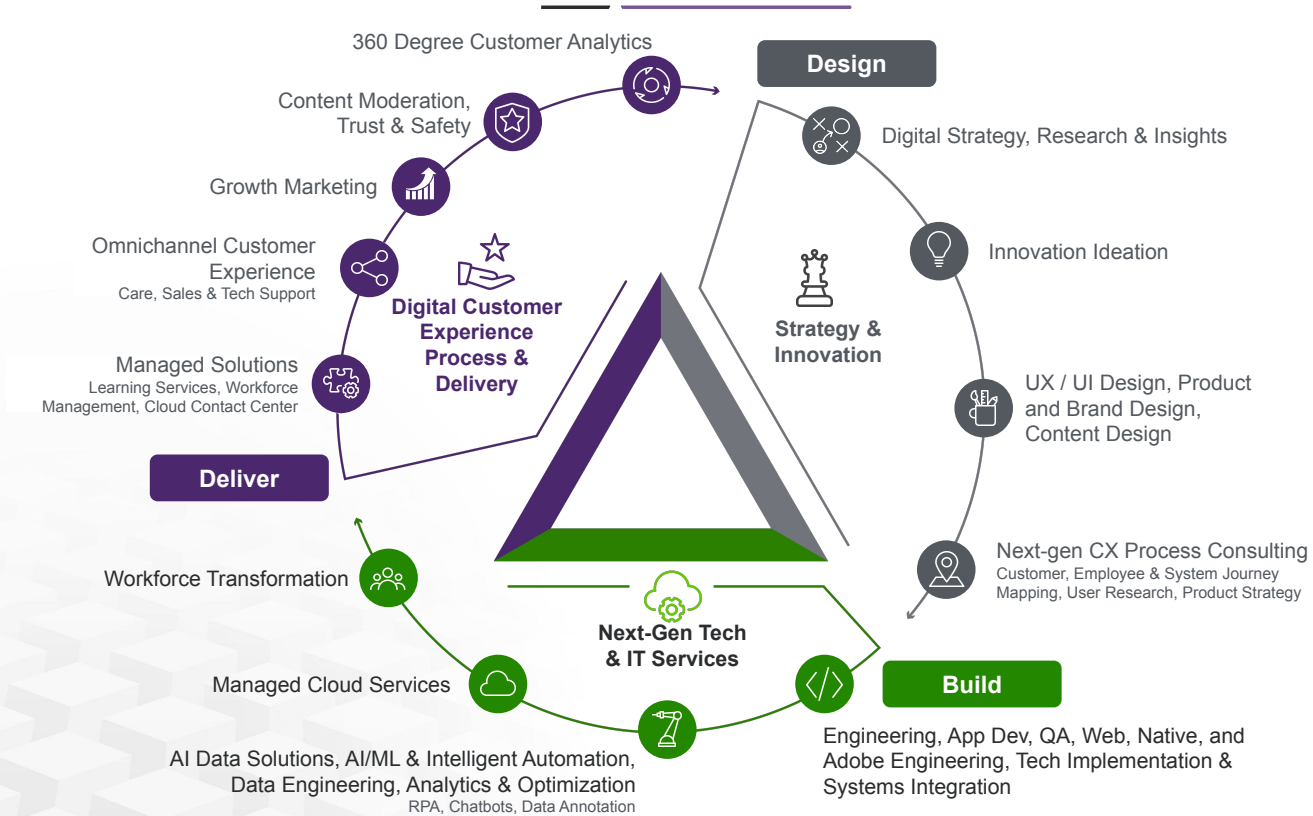 360 Degree Customer Analytics
Content Moderation,
Trust & Safety
Growth Marketing
Omnichannel Customer
Experience
Care, Sales & Tech Support
Managed Solutions
Learning Services, Workforce
Management, Cloud Contact Center
Deliver
Digital Customer
Experience
Process &
Delivery
Design
Digital Strategy, Research & Insights
Innovation Ideation
UX / UI Design, Product
and Brand Design,
Content Design
Next-gen CX Process Consulting
Customer, Employee & System Journey
Mapping, User Research, Product Strategy
Strategy &
Innovation
Build
Engineering, App Dev, QA, Web, Native, and
Adobe Engineering, Tech Implementation &
Systems Integration
Next-Gen Tech
& IT Services
Workforce Transformation
Managed Cloud Services
AI Data Solutions, AI/ML & Intelligent Automation,
Data Engineering, Analytics & Optimization
RPA, Chatbots, Data Annotation